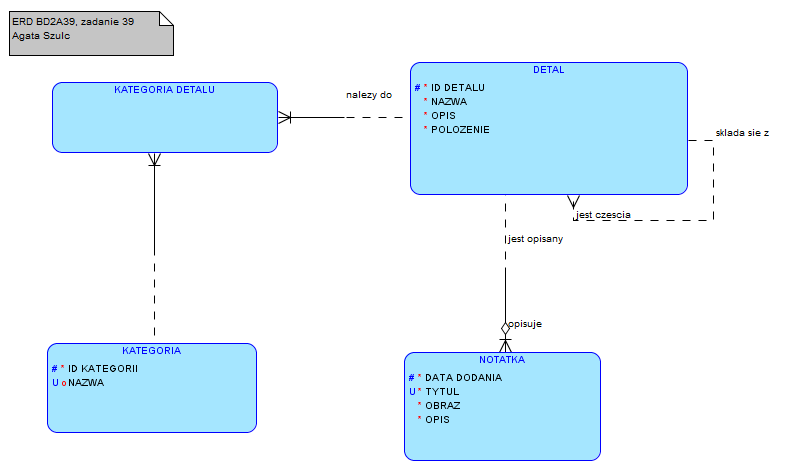 ERD BD2A39, zadanie 39
Agata Szulc
KATEGORIA DETALU
nalezy do
DETAL
# * ID DETALU
* NAZWA
* OPIS
* POLOZENIE
sklada sie z
jest czescia
jest opisany
opisuje
KATEGORIA
# * ID KATEGORII
U o NAZWA
NOTATKA
# * DATA DODANIA
U * TYTUL
* OBRAZ
* OPIS